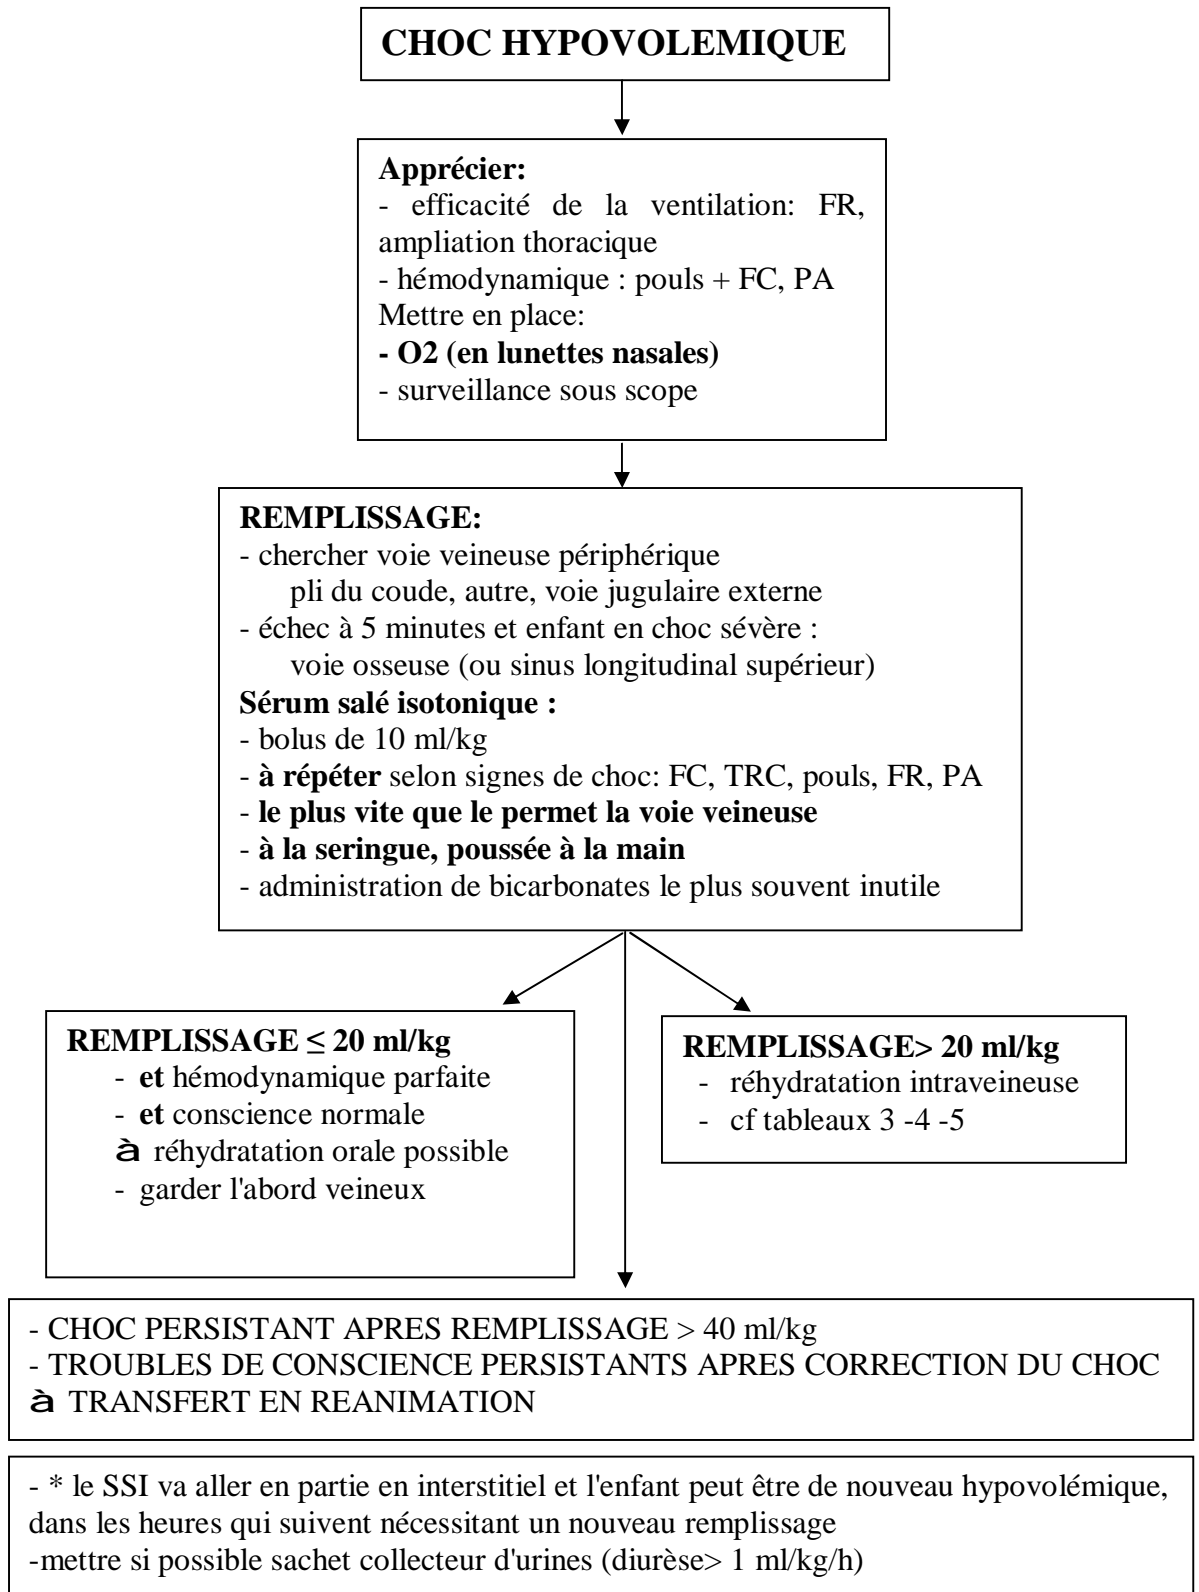 CHOC HYPOVOLEMIQUE
Apprécier:
- efficacité de la ventilation: FR,
ampliation thoracique
- hémodynamique : pouls + FC, PA
Mettre en place:
- O2 (en lunettes nasales)
- surveillance sous scope
REMPLISSAGE:
- chercher voie veineuse périphérique
pli du coude, autre, voie jugulaire externe
- échec à 5 minutes et enfant en choc sévère :
voie osseuse (ou sinus longitudinal supérieur)
Sérum salé isotonique :
- bolus de 10 ml/kg
- à répéter selon signes de choc: FC, TRC, pouls, FR, PA
- le plus vite que le permet la voie veineuse
- à la seringue, poussée à la main
- administration de bicarbonates le plus souvent inutile
REMPLISSAGE ≤ 20 ml/kg
- et hémodynamique parfaite
- et conscience normale
à réhydratation orale possible
- garder l'abord veineux
REMPLISSAGE> 20 ml/kg
- réhydratation intraveineuse
- cf tableaux 3 -4 -5
- CHOC PERSISTANT APRES REMPLISSAGE > 40 ml/kg
- TROUBLES DE CONSCIENCE PERSISTANTS APRES CORRECTION DU CHOC
à TRANSFERT EN REANIMATION
- * le SSI va aller en partie en interstitiel et l'enfant peut être de nouveau hypovolémique,
dans les heures qui suivent nécessitant un nouveau remplissage
-mettre si possible sachet collecteur d'urines (diurèse> 1 ml/kg/h)